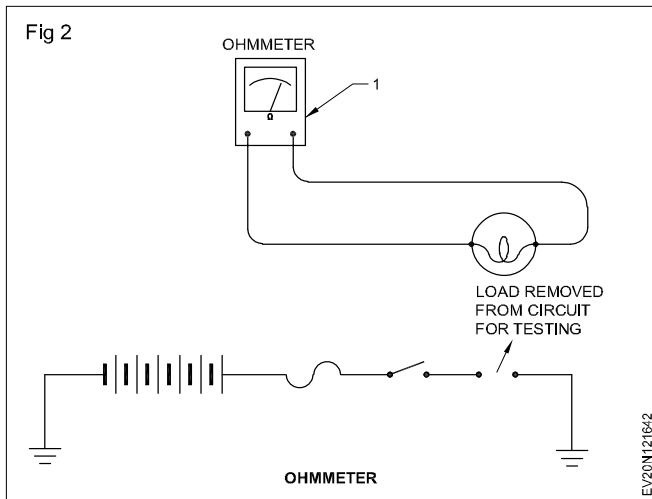 Fig 2
OHMMETER
1
Ω
LOAD REMOVED
FROM CIRCUIT
FOR TESTING
OHMMETER
EV20N121642